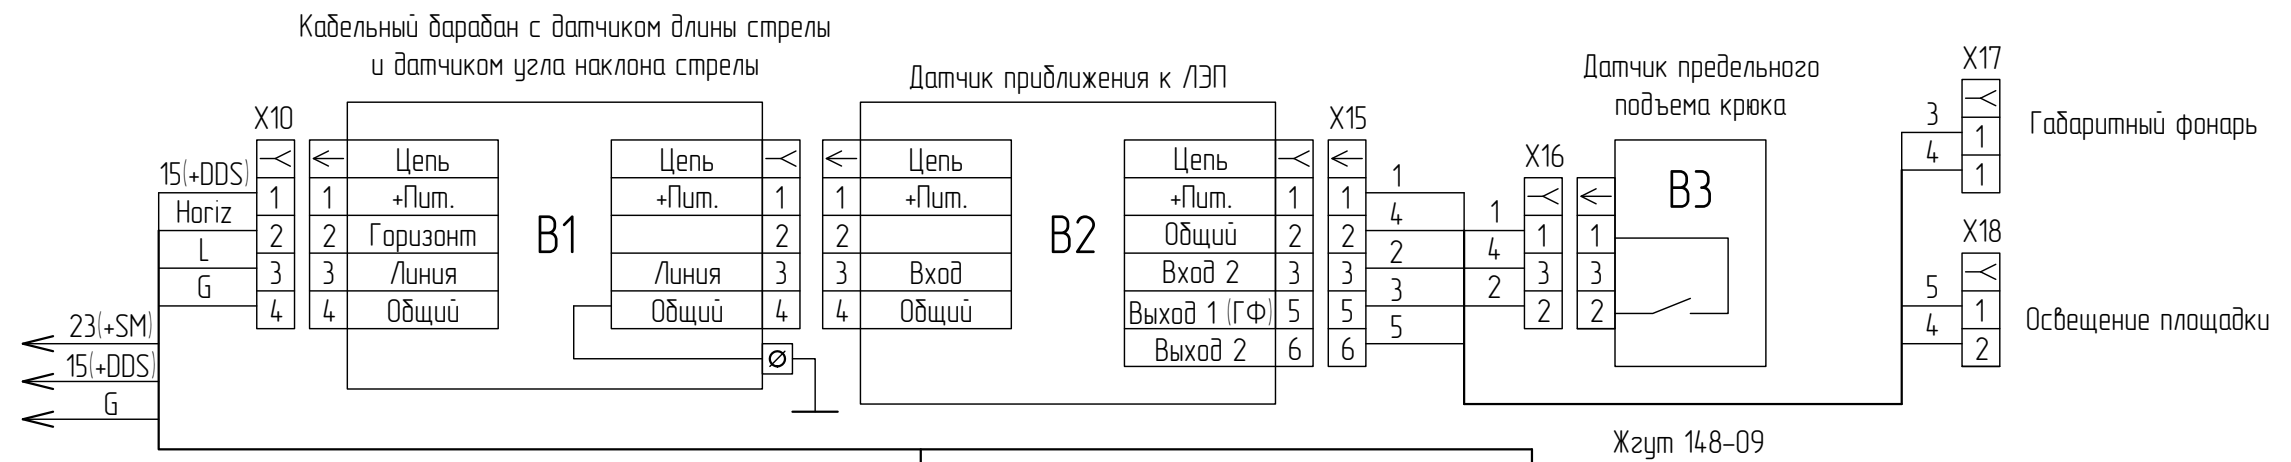 Кабельный барабан с датчиком длины стрелы
и датчиком угла наклона стрелы
Датчик приближения к ЛЭП
Датчик предельного
подъема крюка
X17
3
4
1
1
Габаритный фонарь
X10
15(+DDS)
Horiz
L
G
1
2
3
4
1
2
3
4
Цепь
+Пит.
Горизонт
Линия
Общий
B1
Цепь
+Пит.
Линия
Общий
1
2
3
4
1
2
3
4
Цепь
+Пит.
Вход
Общий
B2
Цепь
+Пит.
Общий
Вход 2
Выход 1 (ГФ)
Выход 2
1
2
3
5
6
X15
1
2
3
5
6
1
4
2
3
5
1
4
2
X16
1
3
2
1
3
2
B3
X18
5
4
1
2
Освещение площадки
23(+SM)
15(+DDS)
G
Жгут 148-09